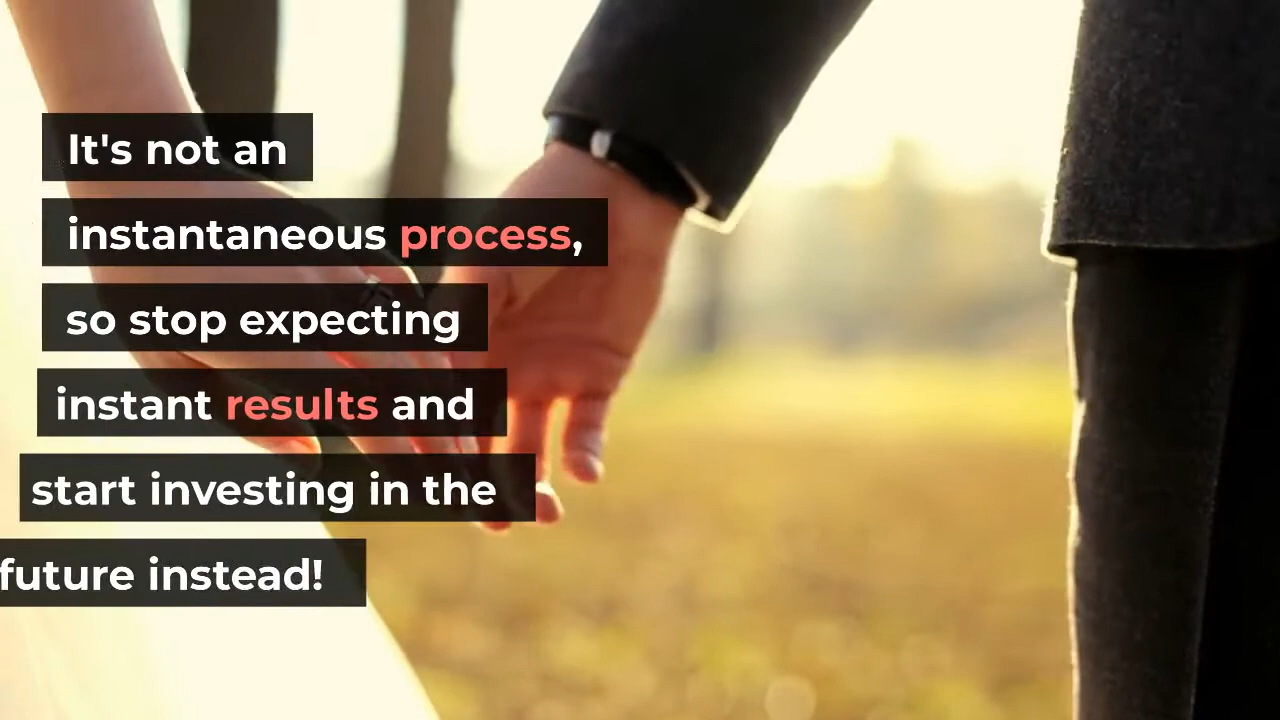 It's not an
instantaneous process,
so stop expecting
instant results and
start investing in the
future instead!